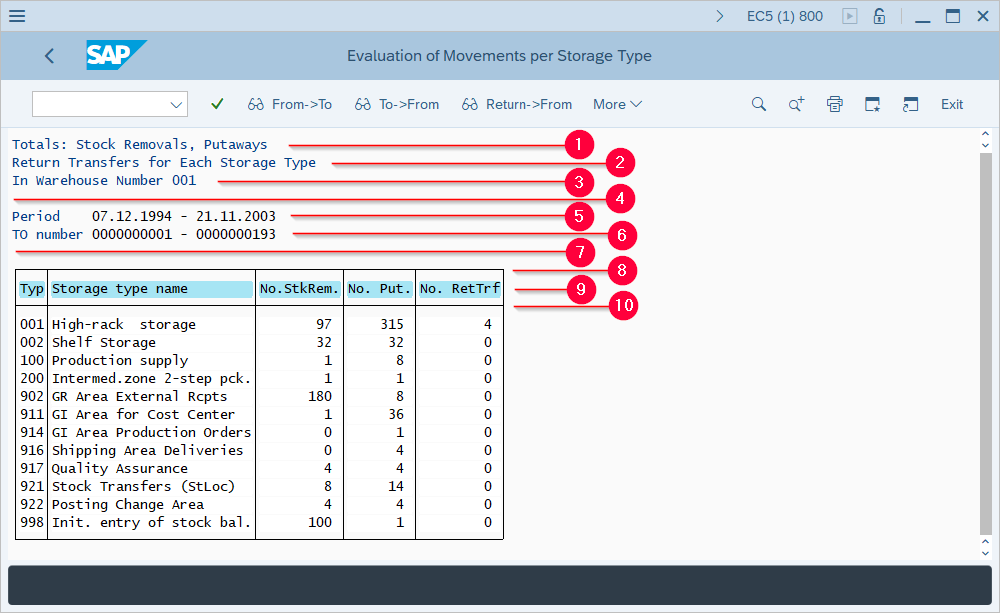 EC5 (1) 800
SAP Evaluation of Movements per Storage Type
From->To To->From Return->From More Exit
Totals: Stock Removals, Putaways 1
Return Transfers for Each Storage Type 2
In Warehouse Number 001 3
4
Period 07.12.1994 - 21.11.2003 5
TO number 0000000001 - 0000000193 6
7
8
Typ Storage type name No.StkRem. No. Put. No. RetTrf 9
10
001 High-rack  storage 97 315 4
002 Shelf Storage 32 32 0
100 Production supply 1 8 0
200 Intermed.zone 2-step pck. 1 1 0
902 GR Area External Rcpts 180 8 0
911 GI Area for Cost Center 1 36 0
914 GI Area Production Orders 0 1 0
916 Shipping Area Deliveries 0 4 0
917 Quality Assurance 4 4 0
921 Stock Transfers (StLoc) 8 14 0
922 Posting Change Area 4 4 0
998 Init. entry of stock bal. 100 1 0